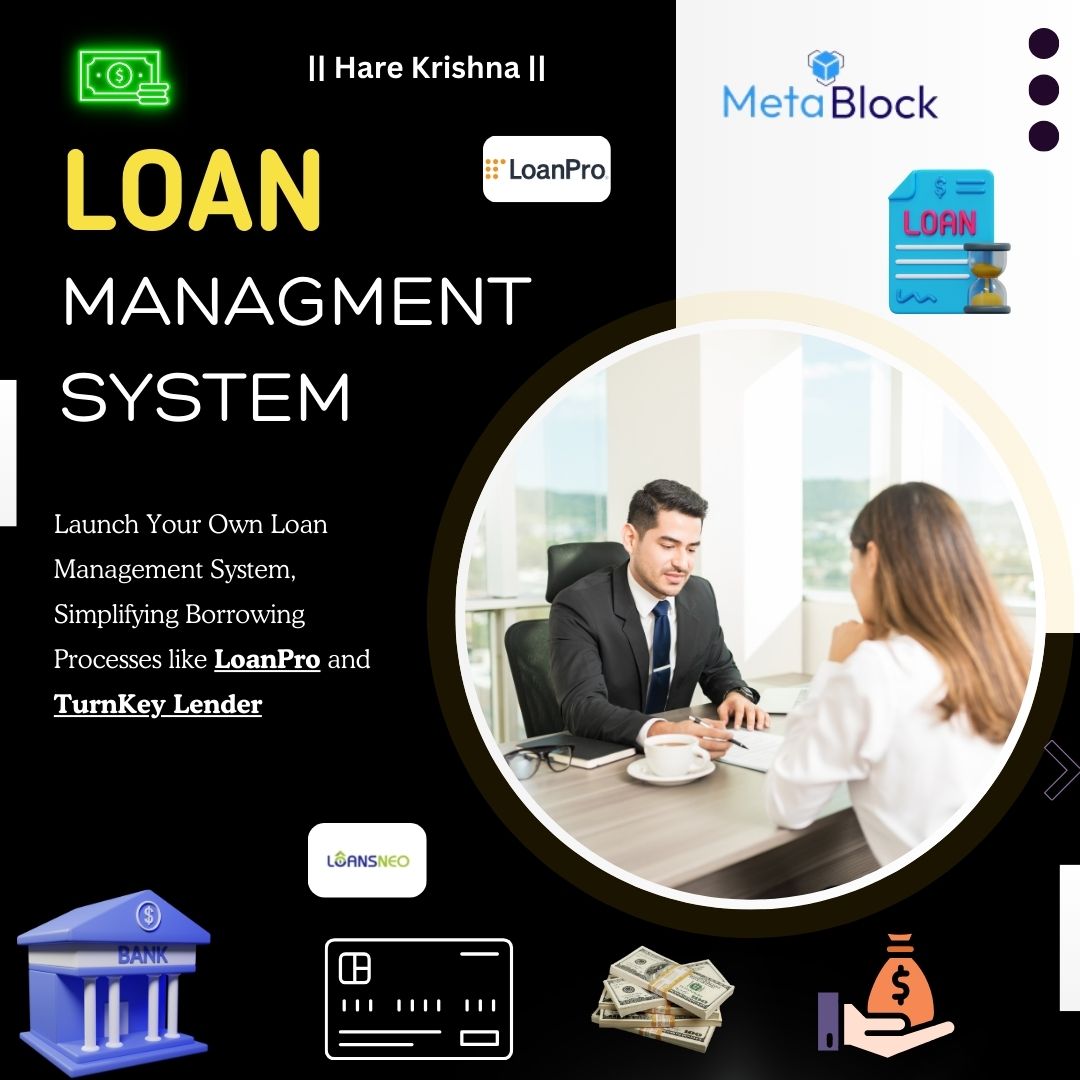 || Hare Krishna ||
MetaBlock
LOAN
LoanPro
$
LOAN
MANAGMENT
SYSTEM
Launch Your Own Loan
Management System,
Simplifying Borrowing
Processes like LoanPro and
TurnKey Lender
LOANSNEO
$
BANK
$